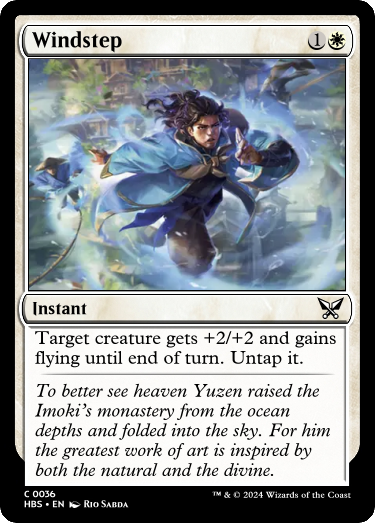 Windstep
1
Instant
Target creature gets +2/+2 and gains
flying until end of turn. Untap it.
To better see heaven Yuzen raised the
Imoki's monastery from the ocean
depths and folded into the sky. For him
the greatest work of art is inspired by
both the natural and the divine.
C 0036
HBS • EN Rio Sabda
™ & © 2024 Wizards of the Coast